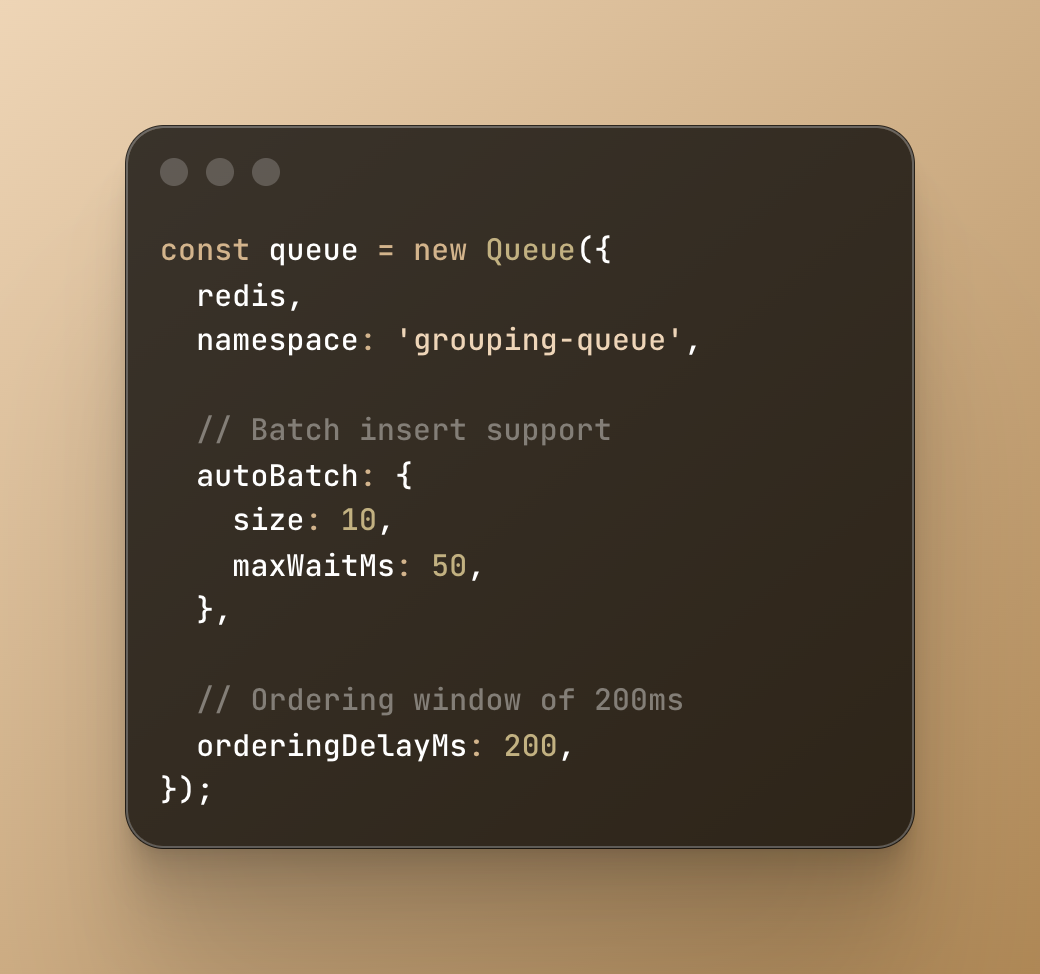 const queue = new Queue({
  redis,
  namespace: 'grouping-queue',

  // Batch insert support
  autoBatch: {
    size: 10,
    maxWaitMs: 50,
  },

  // Ordering window of 200ms
  orderingDelayMs: 200,
});